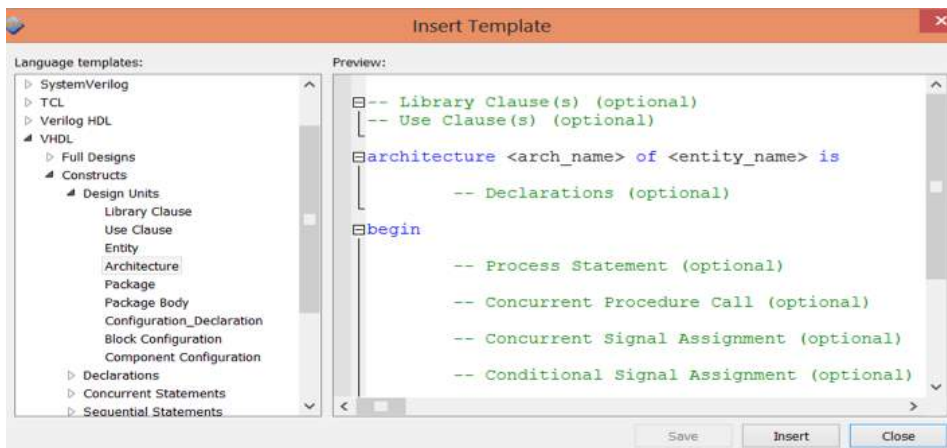 Insert Template
Language templates:
SystemVerilog
TCL
Verilog HDL
VHDL
Full Designs
Constructs
Design Units
Library Clause
Use Clause
Entity
Architecture
Package
Package Body
Configuration_Declaration
Block Configuration
Component Configuration
Declarations
Concurrent Statements
Sequential Statements
Preview:
-- Library Clause(s) (optional)
-- Use Clause(s) (optional)
architecture <arch_name> of <entity_name> is
-- Declarations (optional)
begin
-- Process Statement (optional)
-- Concurrent Procedure Call (optional)
-- Concurrent Signal Assignment (optional)
-- Conditional Signal Assignment (optional)
Save Insert Close